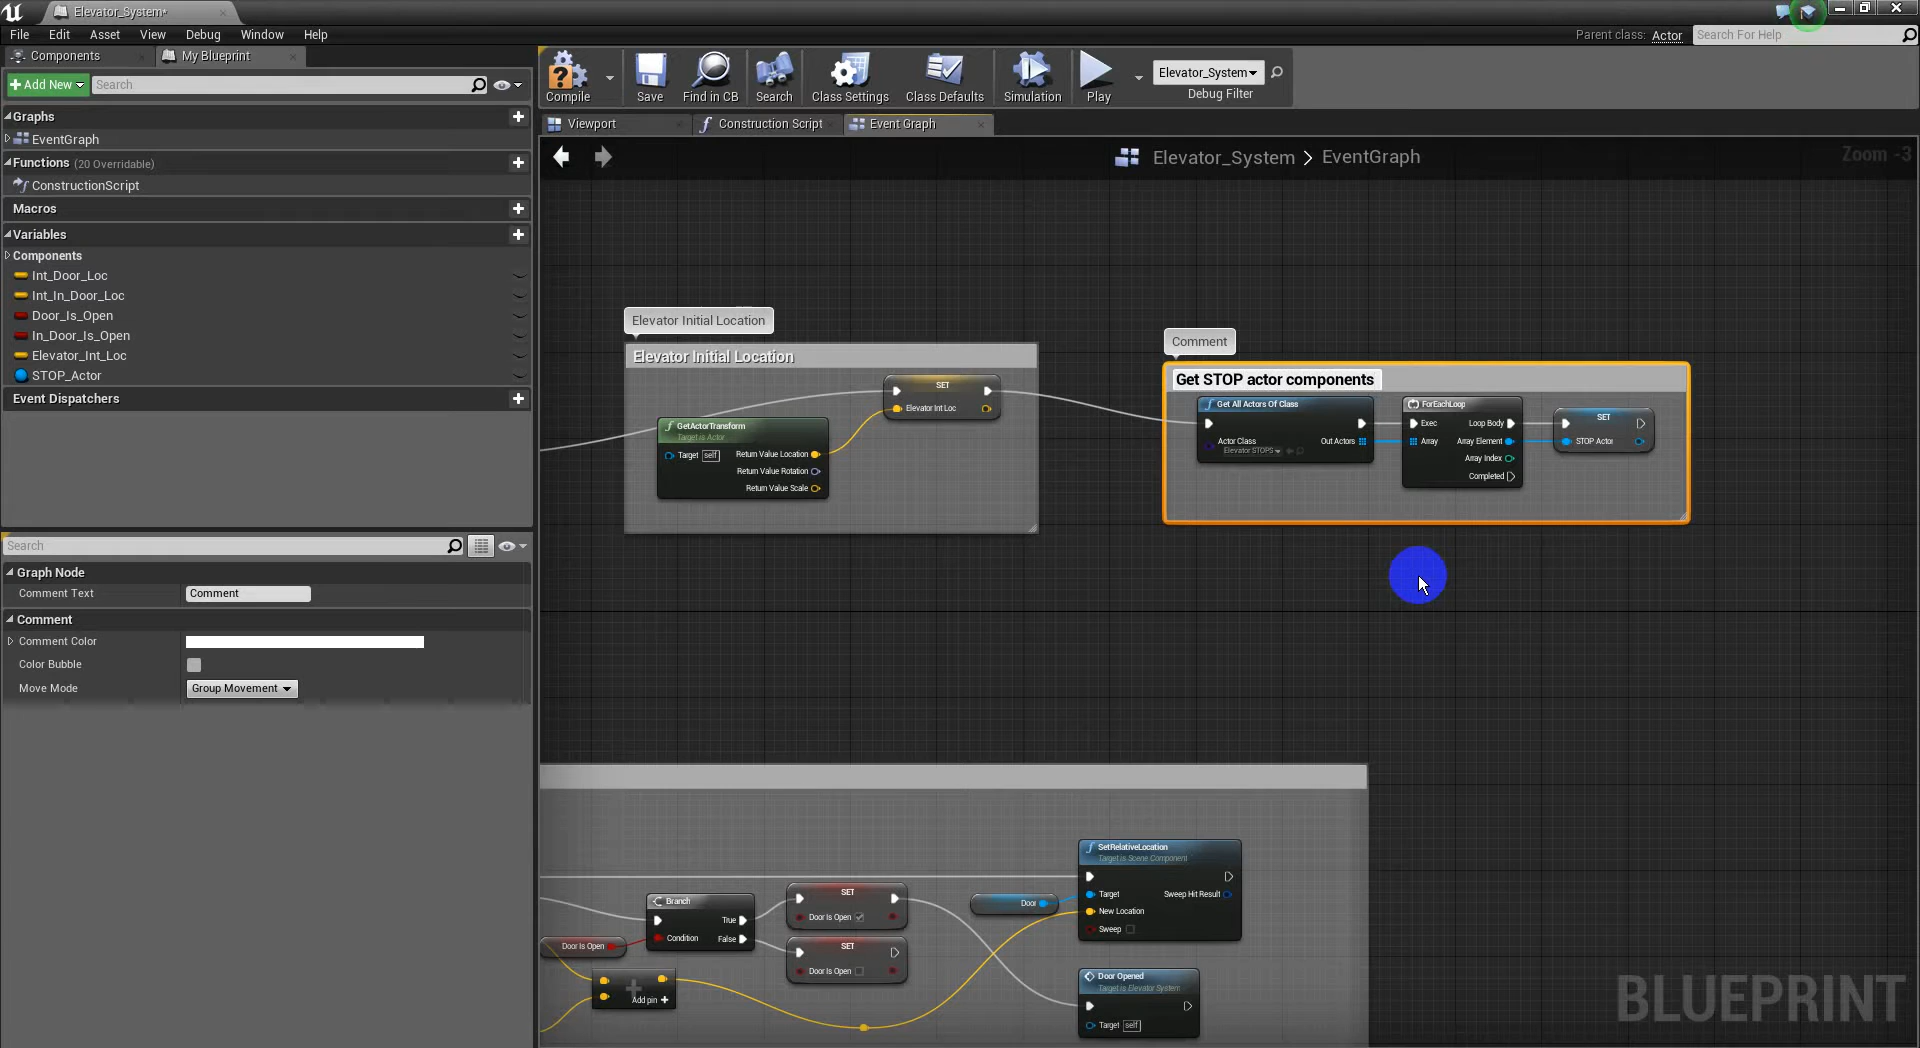 Elevator_System*
File Edit Asset View Debug Window Help
Parent class: Actor
Search For Help
Components
My Blueprint
Add New
Search
Compile
Save
Find in CB
Search
Class Settings
Class Defaults
Simulation
Play
Elevator_System
Debug Filter
Graphs
EventGraph
Functions (20 Overridable)
ConstructionScript
Macros
Variables
Components
Int_Door_Loc
Int_In_Door_Loc
Door_Is_Open
In_Door_Is_Open
Elevator_Int_Loc
STOP_Actor
Event Dispatchers
Search
Graph Node
Comment Text
Comment
Comment
Comment Color
Color Bubble
Move Mode
Group Movement
Viewport
Construction Script
Event Graph
Elevator_System > EventGraph
Zoom -3
Elevator Initial Location
Elevator Initial Location
SET
Elevator Int Loc
GetActorTransform
Target is Actor
Target self
Return Value Location
Return Value Rotation
Return Value Scale
Comment
Get STOP actor components
Get All Actors Of Class
Actor Class
Elevator STOPS
Out Actors
ForEachLoop
Exec
Loop Body
Array
Array Element
Array Index
Completed
SET
STOP Actor
Branch
True
Condition
False
Door Is Open
Add pin +
SET
Door Is Open
SET
Door Is Open
Door
SetRelativeLocation
Target is Scene Component
Target
Sweep Hit Result
New Location
Sweep
Door Opened
Target is Elevator System
Target self
BLUEPRINT